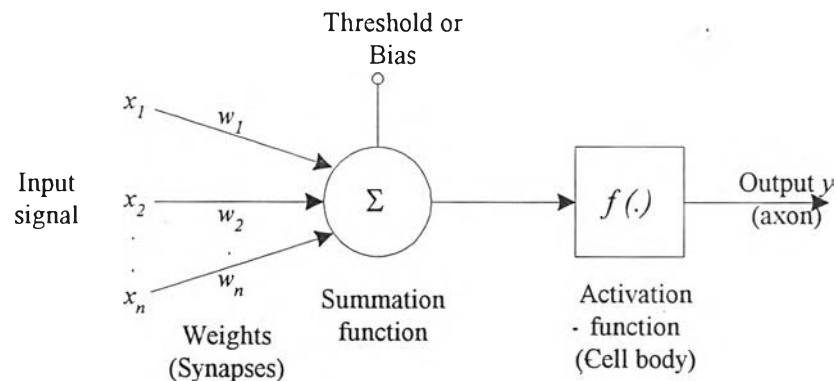 Threshold or
Bias
x1
w1
Input
signal
x2
w2
Σ
f(.)
Output y
(axon)
xn
wn
Summation
function
Activation
function
(Cell body)
Weights
(Synapses)